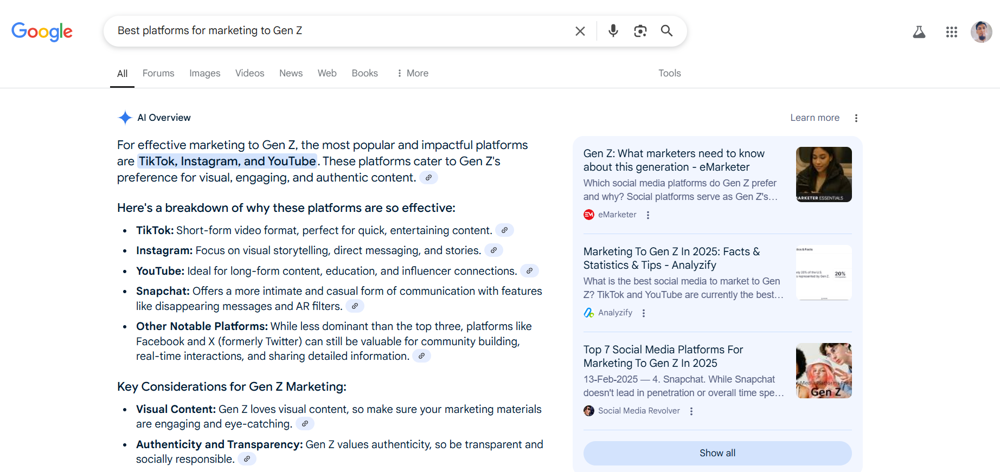 Google
Best platforms for marketing to Gen Z
All
Forums
Images
Videos
News
Web
Books
More
Tools
AI Overview
Learn more
For effective marketing to Gen Z, the most popular and impactful platforms
are TikTok, Instagram, and YouTube. These platforms cater to Gen Z's
preference for visual, engaging, and authentic content.
Here's a breakdown of why these platforms are so effective:
• TikTok: Short-form video format, perfect for quick, entertaining content.
• Instagram: Focus on visual storytelling, direct messaging, and stories.
• YouTube: Ideal for long-form content, education, and influencer connections.
• Snapchat: Offers a more intimate and casual form of communication with features
like disappearing messages and AR filters.
• Other Notable Platforms: While less dominant than the top three, platforms like
Facebook and X (formerly Twitter) can still be valuable for community building,
real-time interactions, and sharing detailed information.
Key Considerations for Gen Z Marketing:
• Visual Content: Gen Z loves visual content, so make sure your marketing materials
are engaging and eye-catching.
• Authenticity and Transparency: Gen Z values authenticity, so be transparent and
socially responsible.
Gen Z: What marketers need to know
about this generation - eMarketer
Which social media platforms do Gen Z prefer
and why? Social platforms serve as Gen Z's...
ARKETER ESSENTIALS
EM eMarketer
Marketing To Gen Z In 2025: Facts &
Statistics & Tips - Analyzify
What is the best social media to market to Gen
Z? TikTok and YouTube are currently the best...
tics & Facts
ely 20% of the U.S.
represented by Gen Z.
20%
Analyzify
Top 7 Social Media Platforms For
Marketing To Gen Z In 2025
13-Feb-2025 — 4. Snapchat. While Snapchat
doesn't lead in penetration or overall time spe...
Media Platforms For
Gen Z
Social Media Revolver
Show all